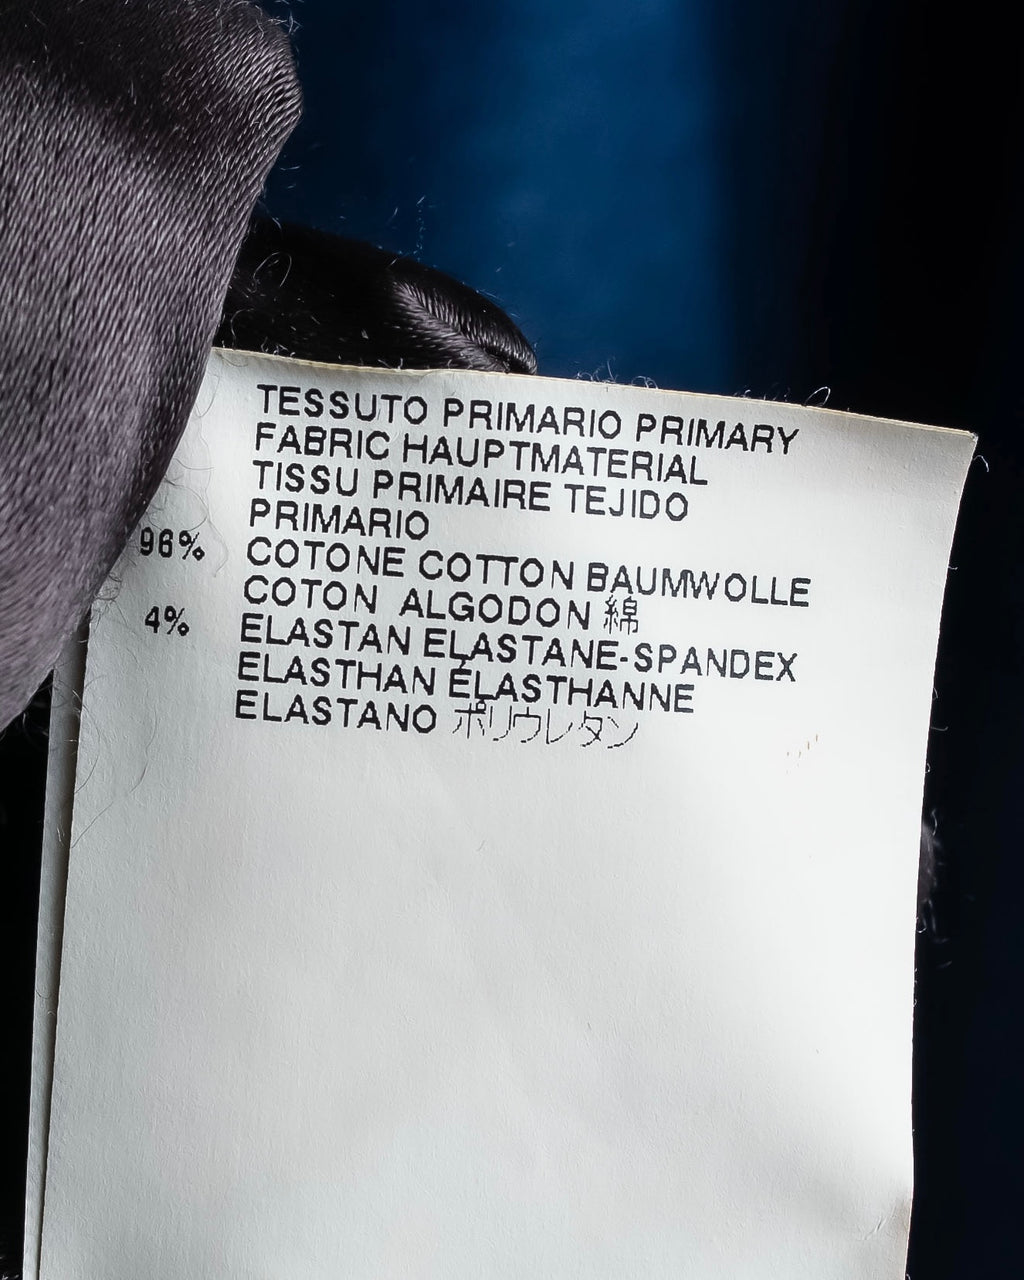 TESSUTO PRIMARIO PRIMARY
FABRIC HAUPTMATERIAL
TISSU PRIMAIRE TEJIDO
PRIMARIO
96% COTONE COTTON BAUMWOLLE
COTON ALGODON 綿
4% ELASTAN ELASTANE-SPANDEX
ELASTHAN ÉLASTHANNE
ELASTANO ポリウレタン